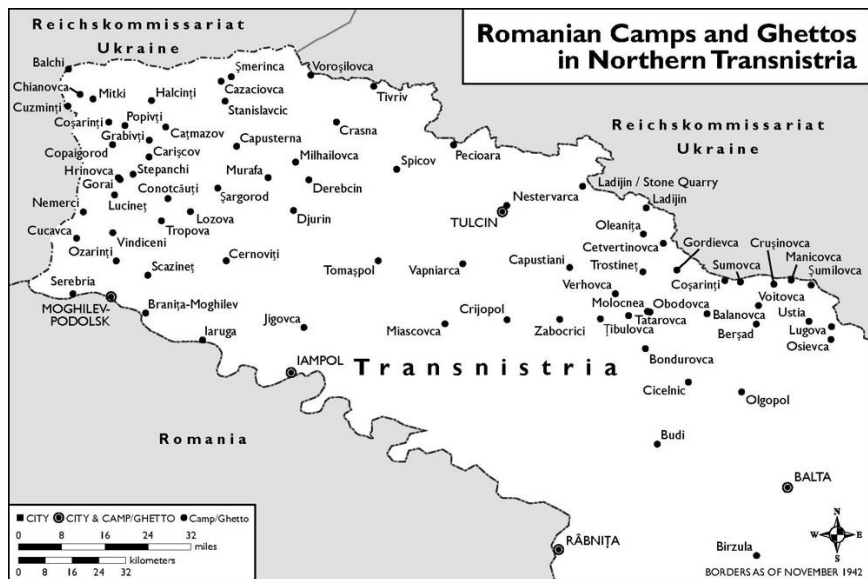 Romanian Camps and Ghettos
in Northern Transnistria
Reichskommissariat
Ukraine
Reichskommissariat
Ukraine
Balchi
Chianovca
Mitki
Cuzminți
Halcinți
Șmerinca
Cazaciovca
Stanislavcic
Voroșilovca
Tivriv
Coșarinți
Popivți
Grabivți
Cațmazov
Copaigorod
Carișcov
Capusterna
Crasna
Milhailovca
Spicov
Pecioara
Hrinovca
Stepanchi
Gorai
Conotcăuți
Murafa
Derebcin
Șargorod
Nemerci
Lucineț
Lozova
Djurin
Tropova
Cucavca
Vindiceni
Ozarinți
Scazineț
Cernoviți
Serebria
MOGHILEV-
PODOLSK
Branița-Moghilev
Iaruga
Jigovca
IAMPOL
Tomașpol
Vapniarca
Miascovca
Crijopol
Nestervarca
TULCIN
Ladijin / Stone Quarry
Ladijin
Oleanița
Cetvertinovca
Capustiani
Trostineț
Gordievca
Crușinovca
Manicovca
Sumovca
Șumilovca
Coșarinți
Verhovca
Molocnea
Obodovca
Voitovca
Balanovca
Ustia
Zabocrici
Țibulovca
Tatarovca
Berșad
Lugova
Osievca
Bondurovca
Cicelnic
Olgopol
Budi
BALTA
RÂBNIȚA
Birzula
Transnistria
Romania
CITY
CITY & CAMP/GHETTO
Camp/Ghetto
0 8 16 24 32
miles
kilometers
0 8 16 24 32
N
W E
S
BORDERS AS OF NOVEMBER 1942